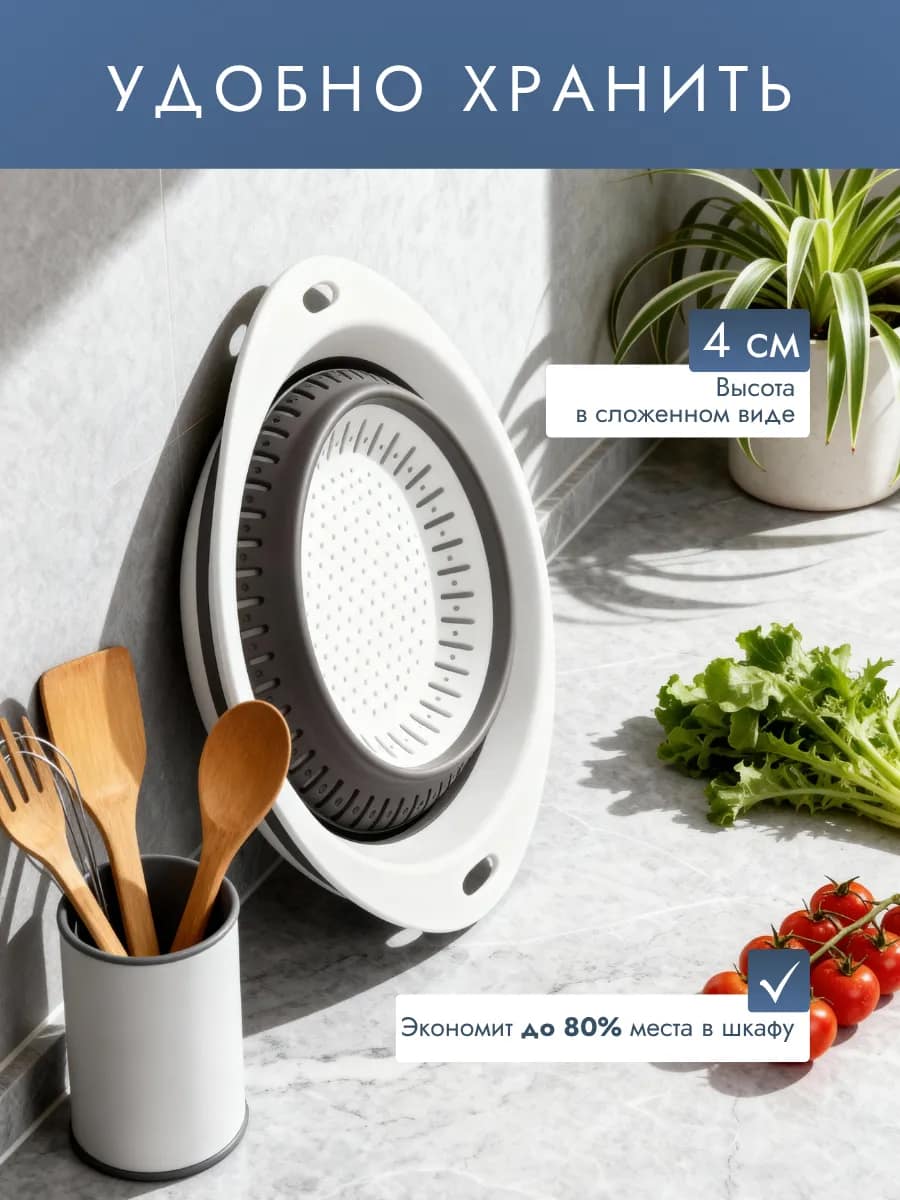 УДОБНО ХРАНИТЬ
4 см
Высота
в сложенном виде
Экономит до 80% места в шкафу